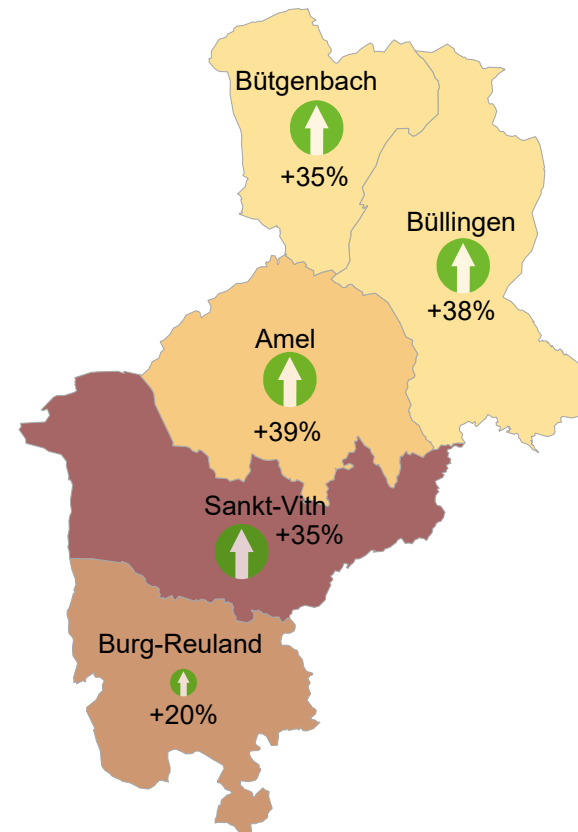 Bütgenbach
+35%
Büllingen
+38%
Amel
+39%
Sankt-Vith
+35%
Burg-Reuland
+20%